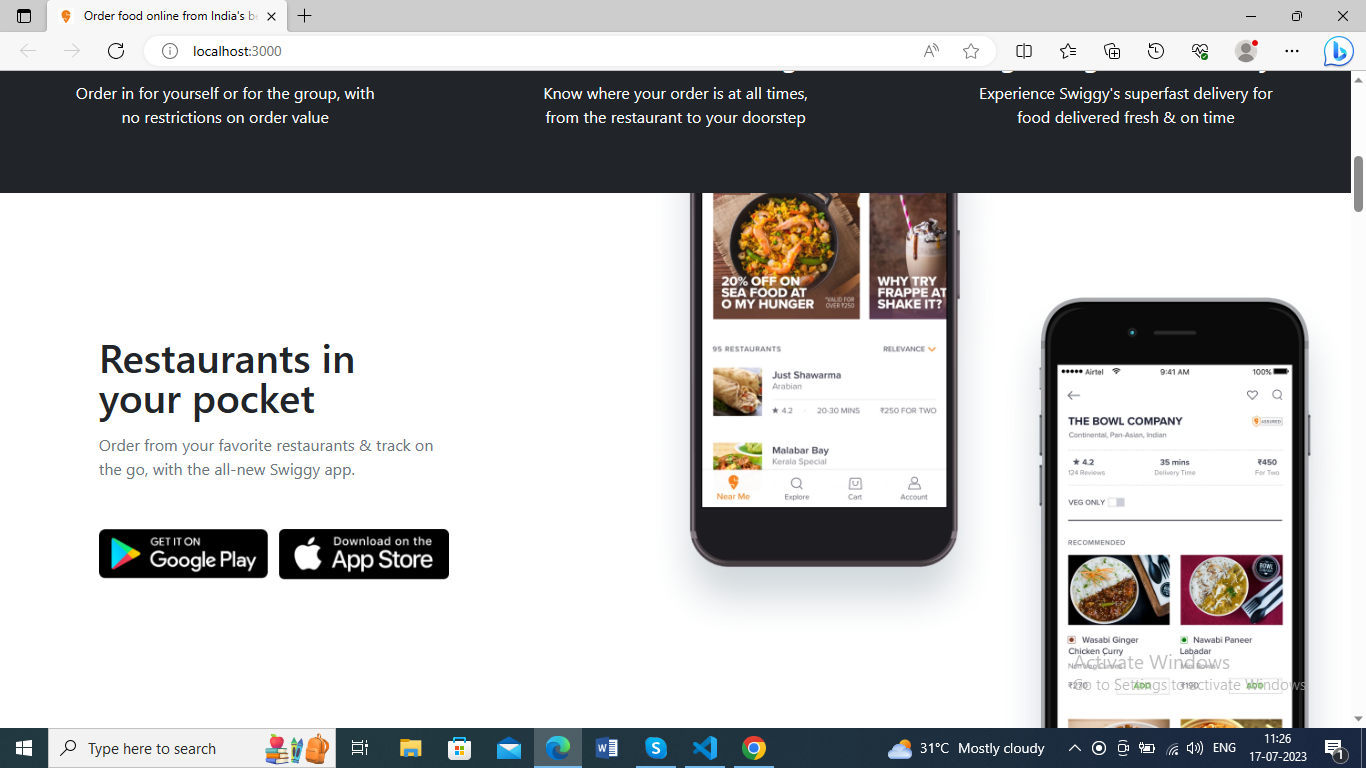 Order food online from India's be
localhost:3000
Order in for yourself or for the group, with
no restrictions on order value
Know where your order is at all times,
from the restaurant to your doorstep
Experience Swiggy's superfast delivery for
food delivered fresh & on time
Restaurants in
your pocket
Order from your favorite restaurants & track on
the go, with the all-new Swiggy app.
GET IT ON
Google Play
Download on the
App Store
20% OFF ON
SEA FOOD AT
O MY HUNGER
*VALID FOR
OVER ₹250
WHY TRY
FRAPPE AT
SHAKE IT?
95 RESTAURANTS
RELEVANCE
Just Shawarma
Arabian
★ 4.2 · 20-30 MINS ₹250 FOR TWO
Malabar Bay
Kerala Special
Near Me Explore Cart Account
Airtel 9:41 AM 100%
THE BOWL COMPANY
ASSURED
Continental, Pan-Asian, Indian
★ 4.2 35 mins ₹450
124 Reviews Delivery Time For Two
VEG ONLY
RECOMMENDED
Wasabi Ginger
Chicken Curry
₹270 ADD
Nawabi Paneer
Labadar
₹190 ADD
Activate Windows
Go to Settings to activate Windows
Type here to search
31°C Mostly cloudy
ENG
11:26
17-07-2023
1